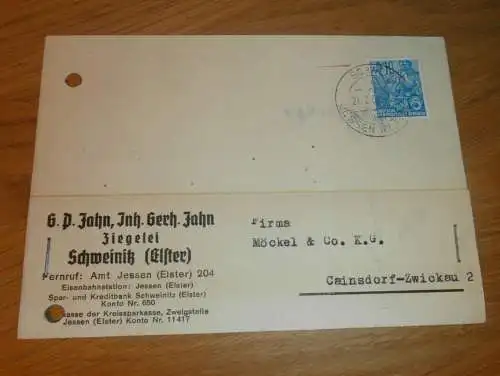 G. P. Jahn, Inh. Gerh. Jahn
Ziegelei
Schweinitz (Elster)
Fernruf: Amt Jessen (Elster) 204
Eisenbahnstation: Jessen (Elster)
Spar- und Kreditbank Schweinitz (Elster)
Konto Nr. 650
kasse der Kreissparkasse, Zweigstelle
Jessen (Elster) Konto Nr. 11417
Firma
Möckel & Co. K.G.
Cainsdorf-Zwickau 2